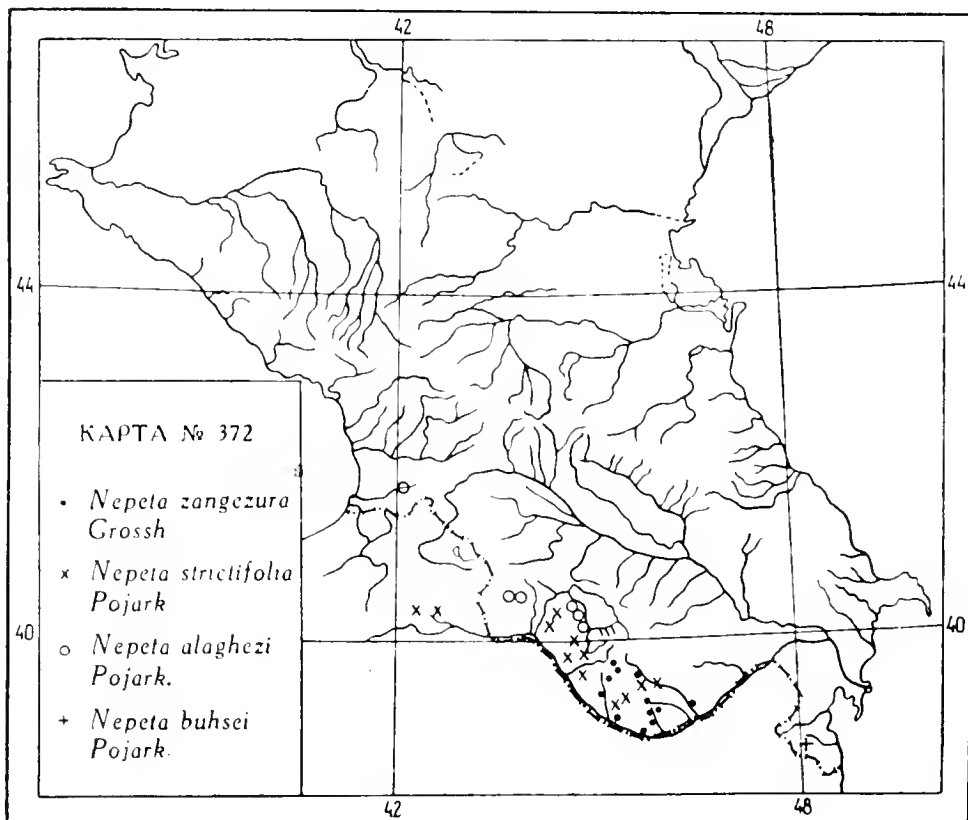 42 48
44 44
КАРТА № 372
• Nepeta zangezura
Grossh
x Nepeta strictifolia
Pojark
○ Nepeta alaghezi
Pojark.
+ Nepeta buhsei
Pojark.
40 40
42 48